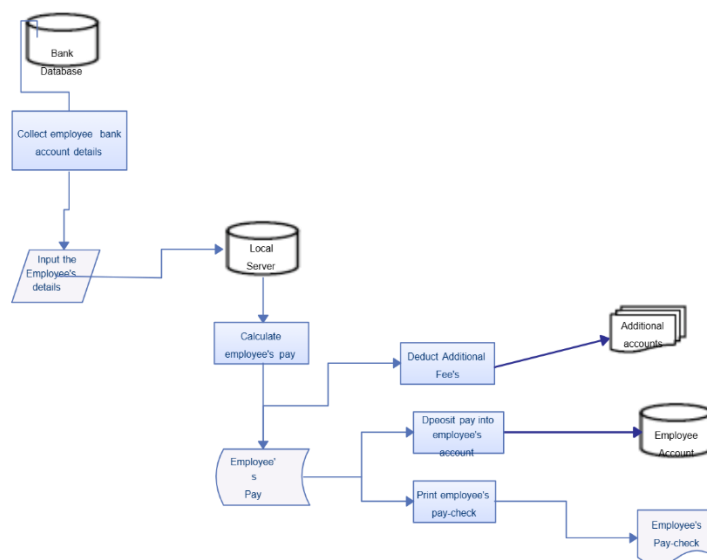 Bank
Database
Collect employee bank
account details
Input the
Employee's
details
Local
Server
Calculate
employee's pay
Deduct Additional
Fee's
Additional
accounts
Dpeosit pay into
employee's
account
Employee
Account
Employee'
s
Pay
Print employee's
pay-check
Employee's
Pay-check